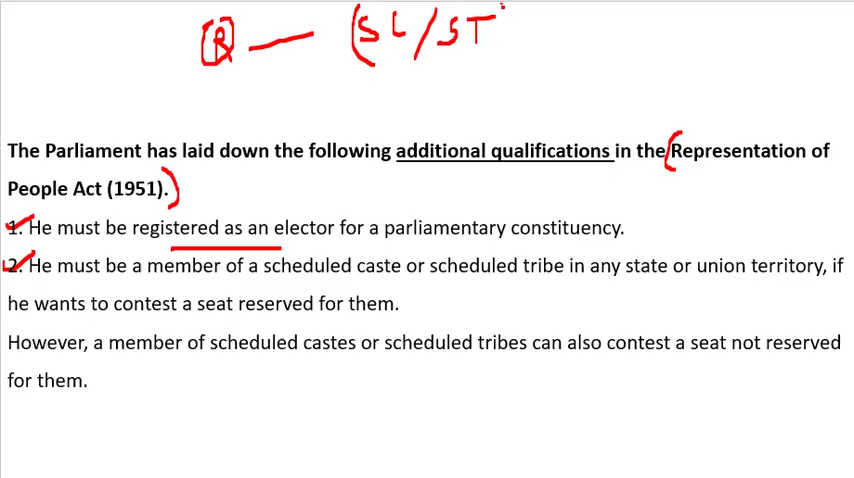 R — (SC/ST
The Parliament has laid down the following additional qualifications in the (Representation of
People Act (1951).)
1. He must be registered as an elector for a parliamentary constituency.
2. He must be a member of a scheduled caste or scheduled tribe in any state or union territory, if
he wants to contest a seat reserved for them.
However, a member of scheduled castes or scheduled tribes can also contest a seat not reserved
for them.